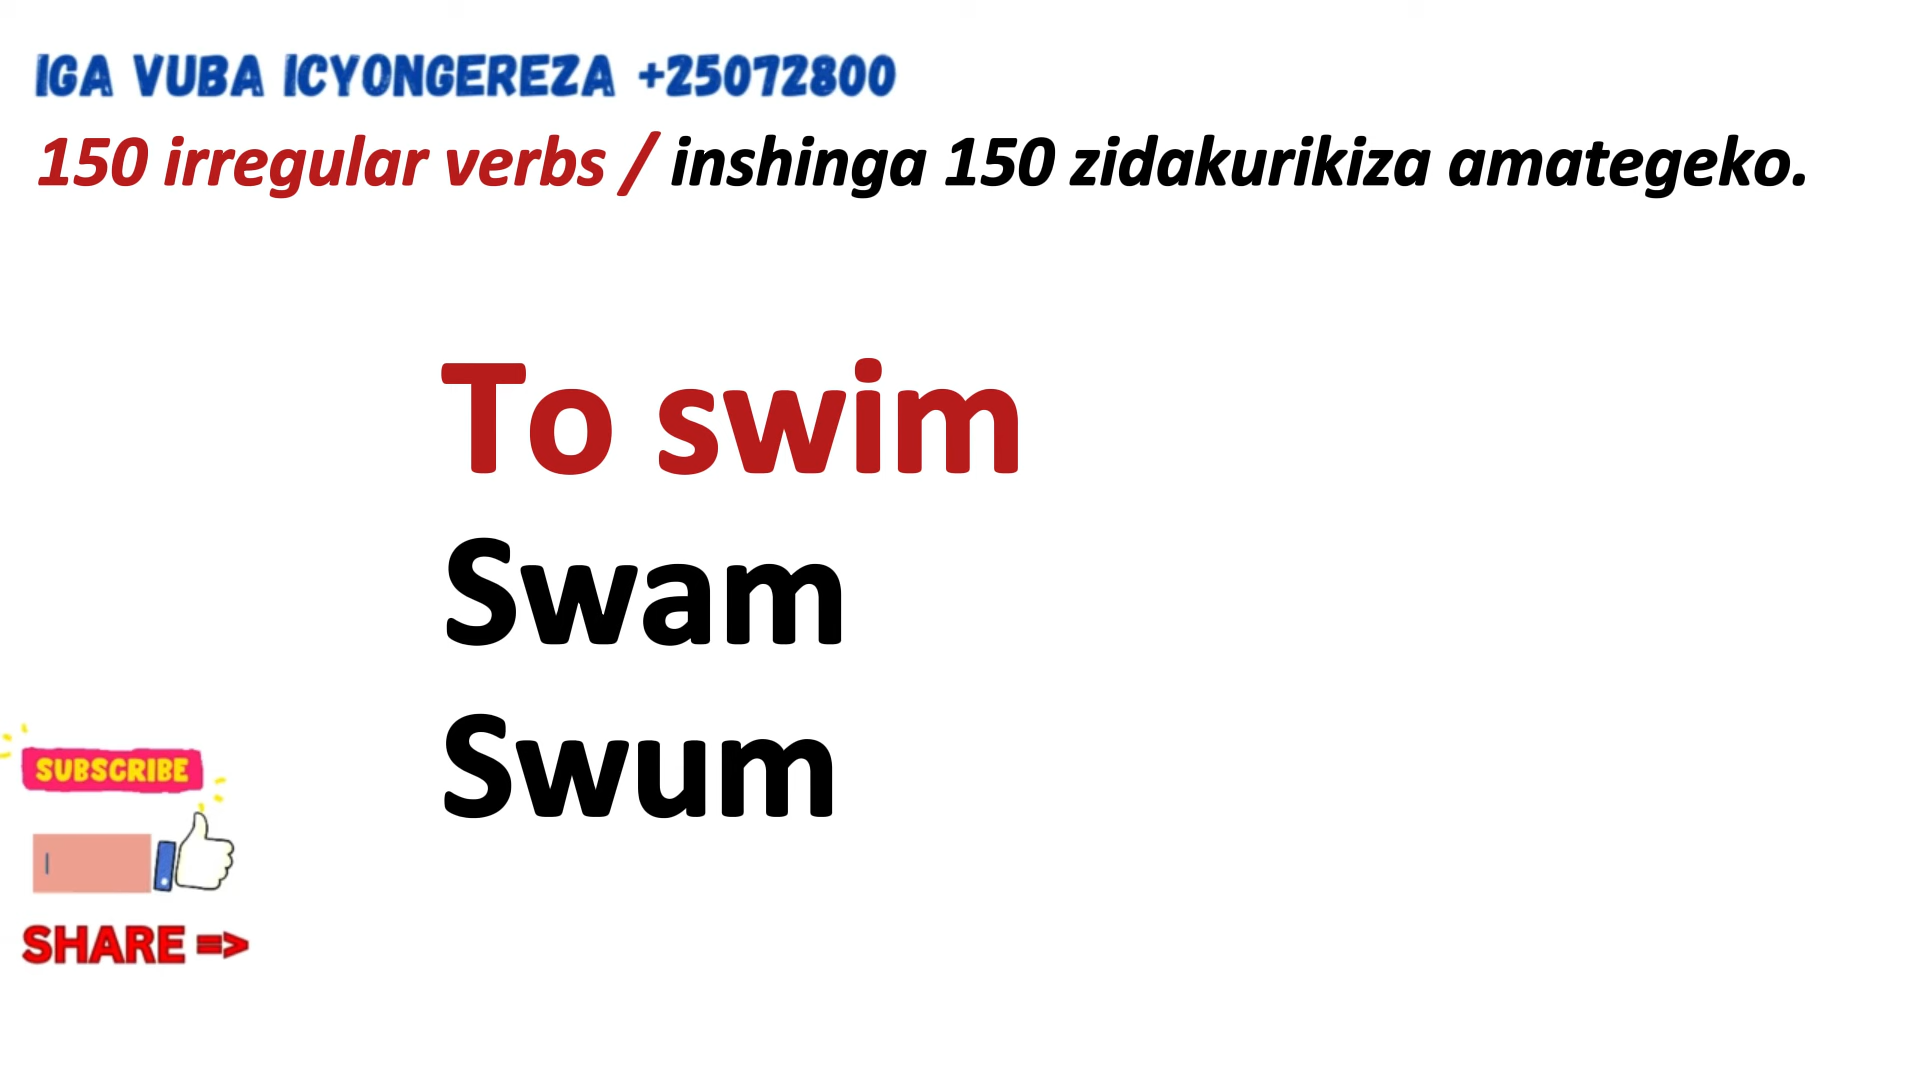 IGA VUBA ICYONGEREZA +25072800
150 irregular verbs / inshinga 150 zidakurikiza amategeko.
To swim
Swam
Swum
SUBSCRIBE
SHARE =>